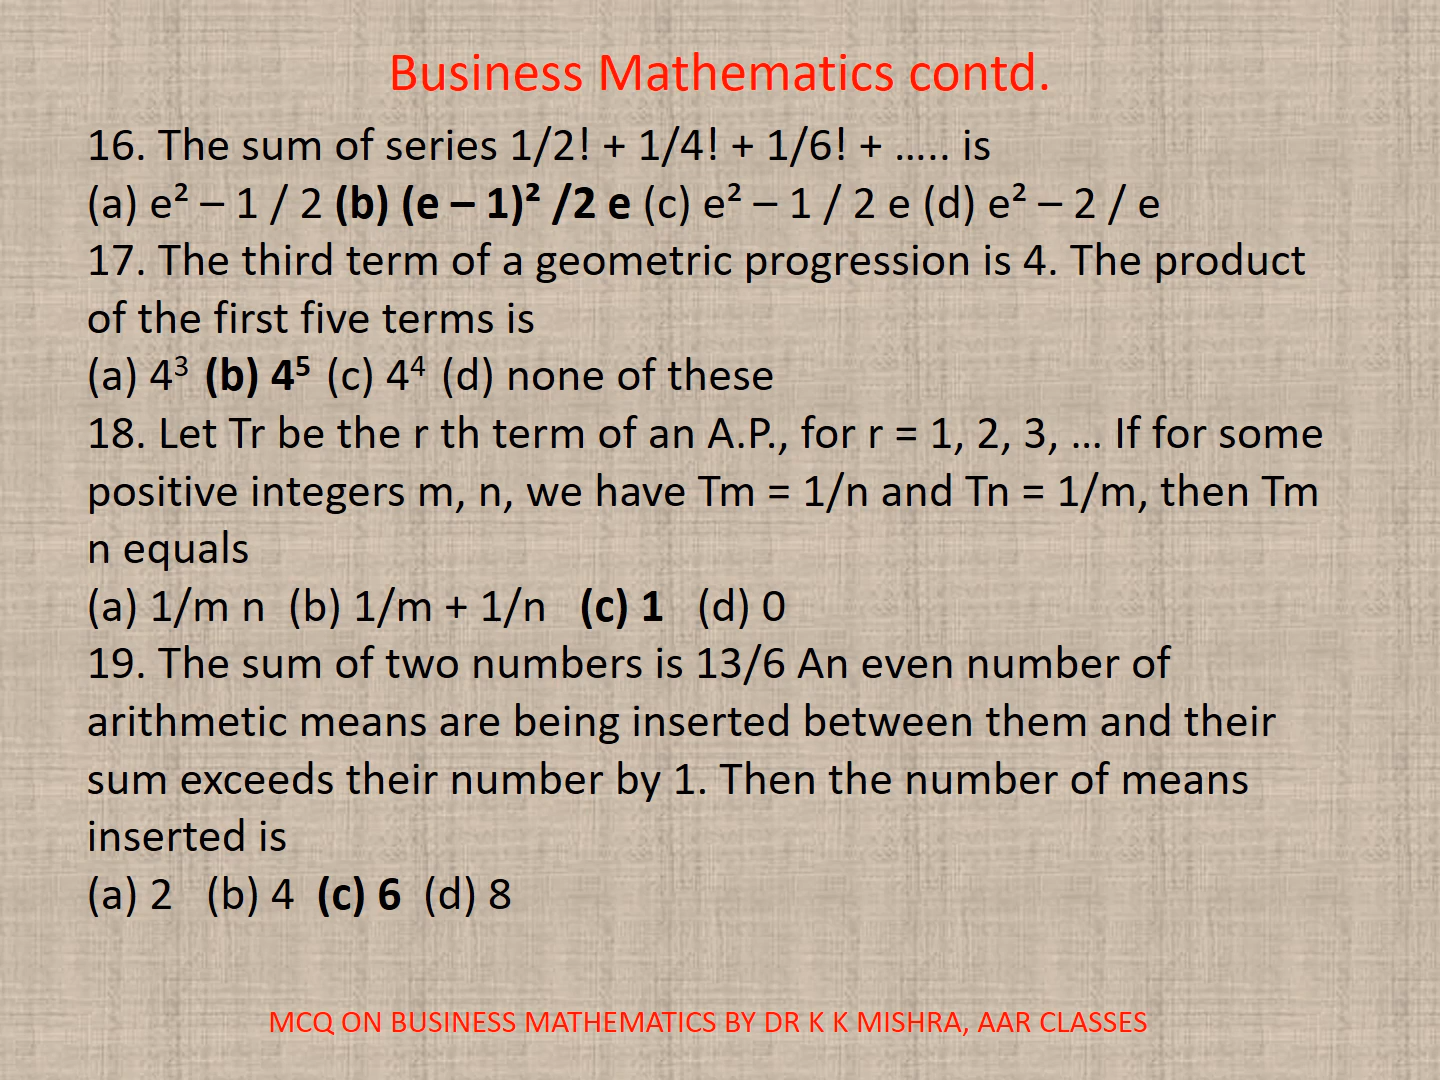 Business Mathematics contd.
16. The sum of series 1/2! + 1/4! + 1/6! + ..... is
(a) e² – 1 / 2 (b) (e – 1)² /2 e (c) e² – 1 / 2 e (d) e² – 2 / e
17. The third term of a geometric progression is 4. The product
of the first five terms is
(a) 4³ (b) 4⁵ (c) 4⁴ (d) none of these
18. Let Tr be the r th term of an A.P., for r = 1, 2, 3, … If for some
positive integers m, n, we have Tm = 1/n and Tn = 1/m, then Tm
n equals
(a) 1/m n (b) 1/m + 1/n (c) 1 (d) 0
19. The sum of two numbers is 13/6 An even number of
arithmetic means are being inserted between them and their
sum exceeds their number by 1. Then the number of means
inserted is
(a) 2 (b) 4 (c) 6 (d) 8
MCQ ON BUSINESS MATHEMATICS BY DR K K MISHRA, AAR CLASSES